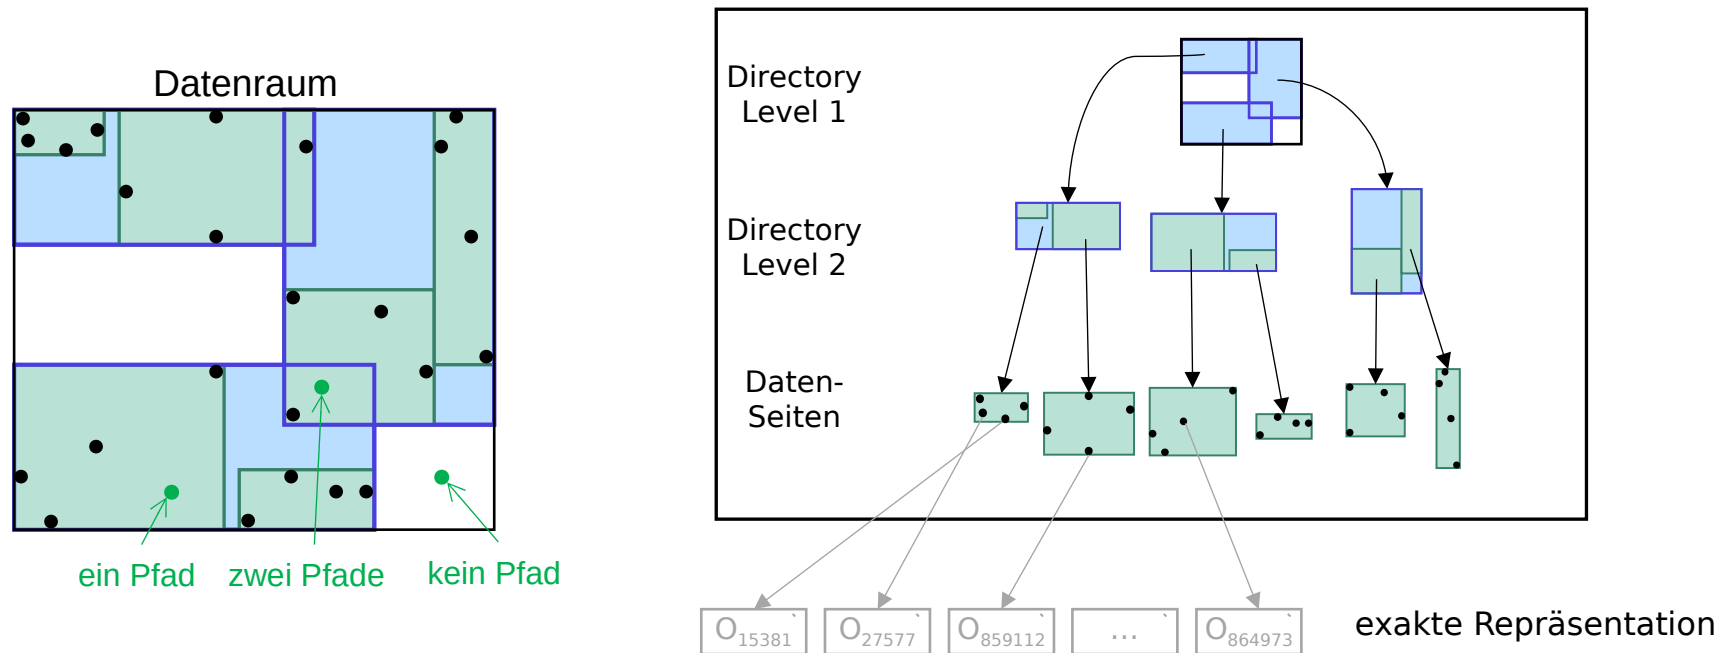 Datenraum
ein Pfad
zwei Pfade
kein Pfad
Directory
Level 1
Directory
Level 2
Daten-
Seiten
O15381
O27577
O859112
...
O864973
exakte Repräsentation